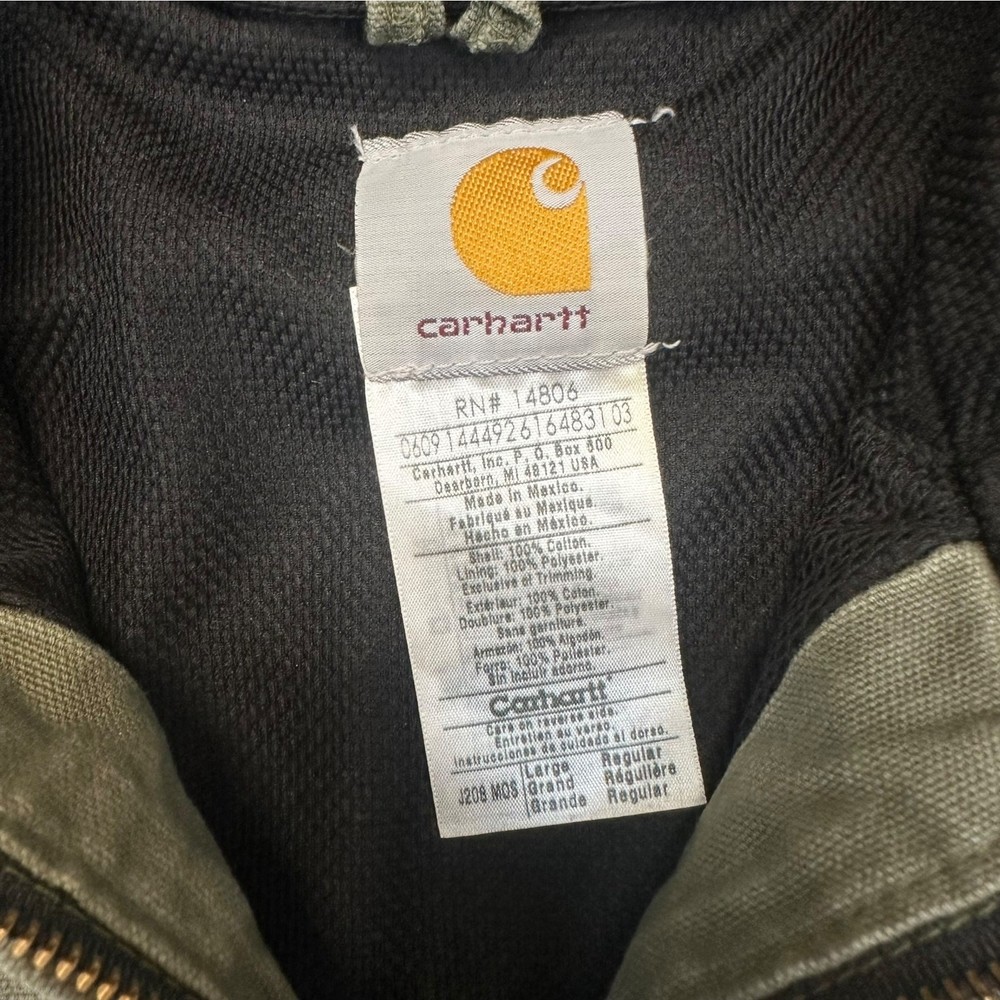 carhartt
RN# 14806
0609144492616483103
Carhartt, Inc. P. O. Box 600
Dearborn, MI 48121 USA
Made in Mexico.
Fabriqué au Mexique
Hecho en México.
Shell: 100% Cotton.
Lining: 100% Polyester.
Exclusive of Trimming
Extérieur: 100% Coton.
Doublure: 100% Polyester.
Sans garniture.
Armazón: 100% Algodón.
Forro: 100% Poliéster.
Sin incluir adorno.
Carhartt
Care on reverse side.
Entretien au verso.
Instrucciones de cuidado al dorso.
J208 MOS Large Regular
Grand Régulière
Grande Regular